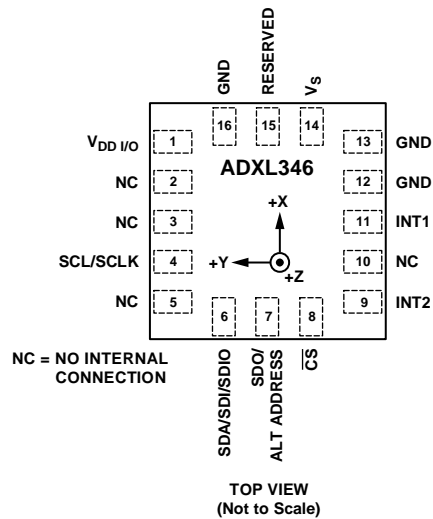 GND
RESERVED
VS
16
15
14
VDD I/O
1
13
GND
ADXL346
NC
2
12
GND
+X
NC
3
11
INT1
SCL/SCLK
4
+Y
+Z
10
NC
NC
5
9
INT2
6
7
8
NC = NO INTERNAL
CONNECTION
SDA/SDI/SDIO
SDO/
ALT ADDRESS
CS
TOP VIEW
(Not to Scale)